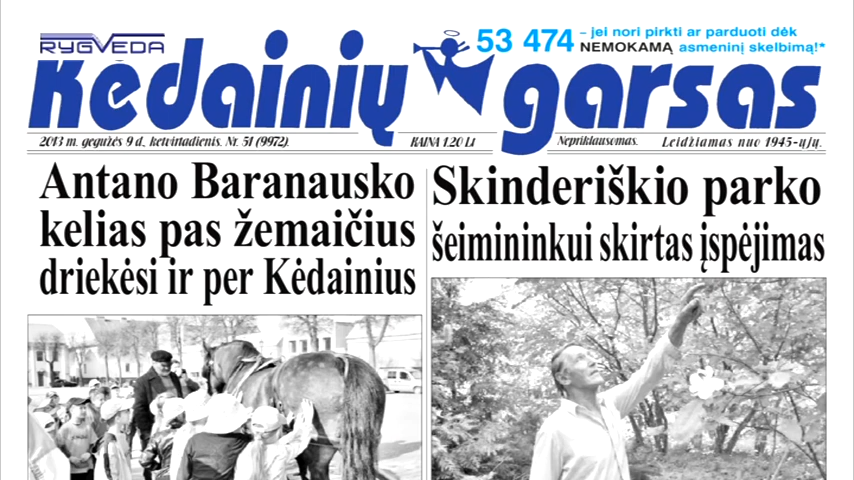 RYGVEDA
53 474 – jei nori pirkti ar parduoti dėk
NEMOKAMĄ asmeninį skelbimą!*
Kėdainių garsas
2013 m. gegužės 9 d., ketvirtadienis. Nr. 51 (9972).
KAINA 1.20 Lt
Nepriklausomas.
Leidžiamas nuo 1945-ųjų.
Antano Baranausko
kelias pas žemaičius
driekėsi ir per Kėdainius
Skinderiškio parko
šeimininkui skirtas įspėjimas